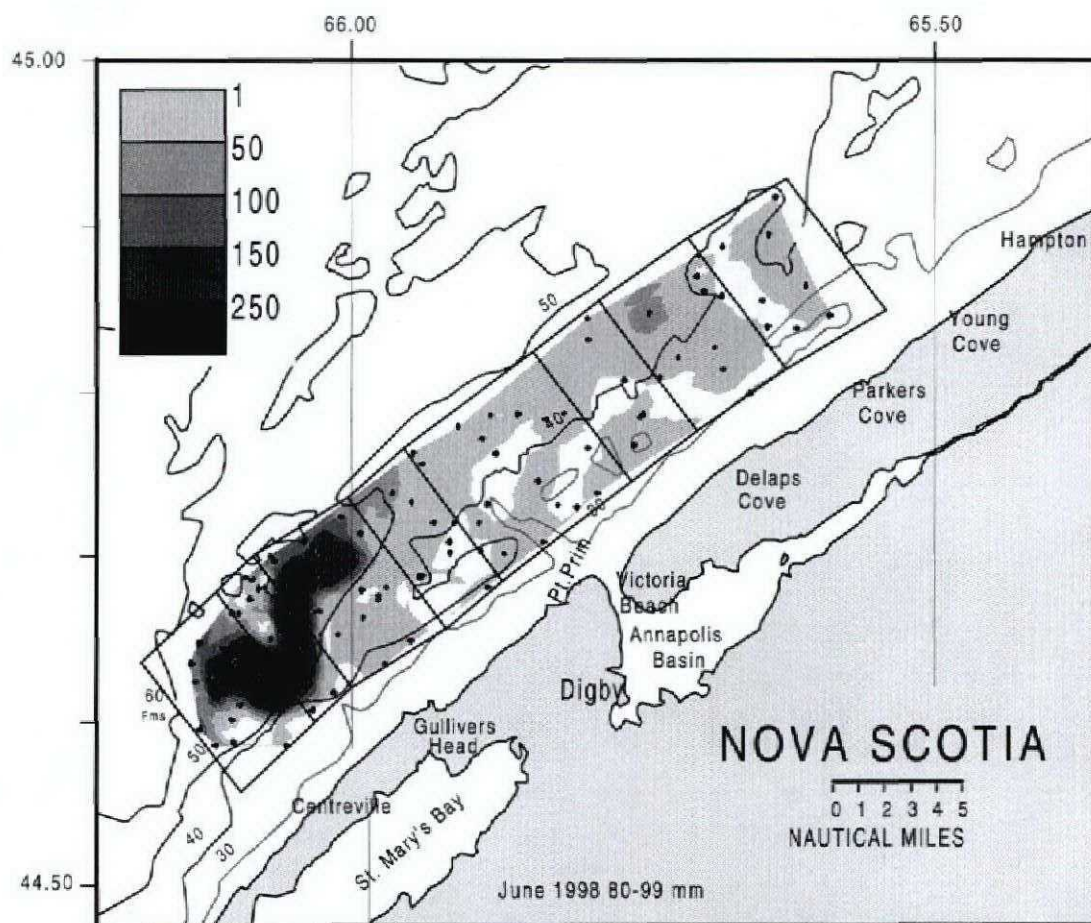 66.00
65.50
45.00
1
50
100
150
250
Hampton
50
Young
Cove
Parkers
Cove
Delaps
Cove
30
Pt. Prim
Victoria
Beach
Annapolis
Basin
Digby
60
Fms
50
Gullivers
Head
NOVA SCOTIA
0 1 2 3 4 5
NAUTICAL MILES
Centreville
40
30
St. Mary's Bay
44.50
June 1998 80-99 mm